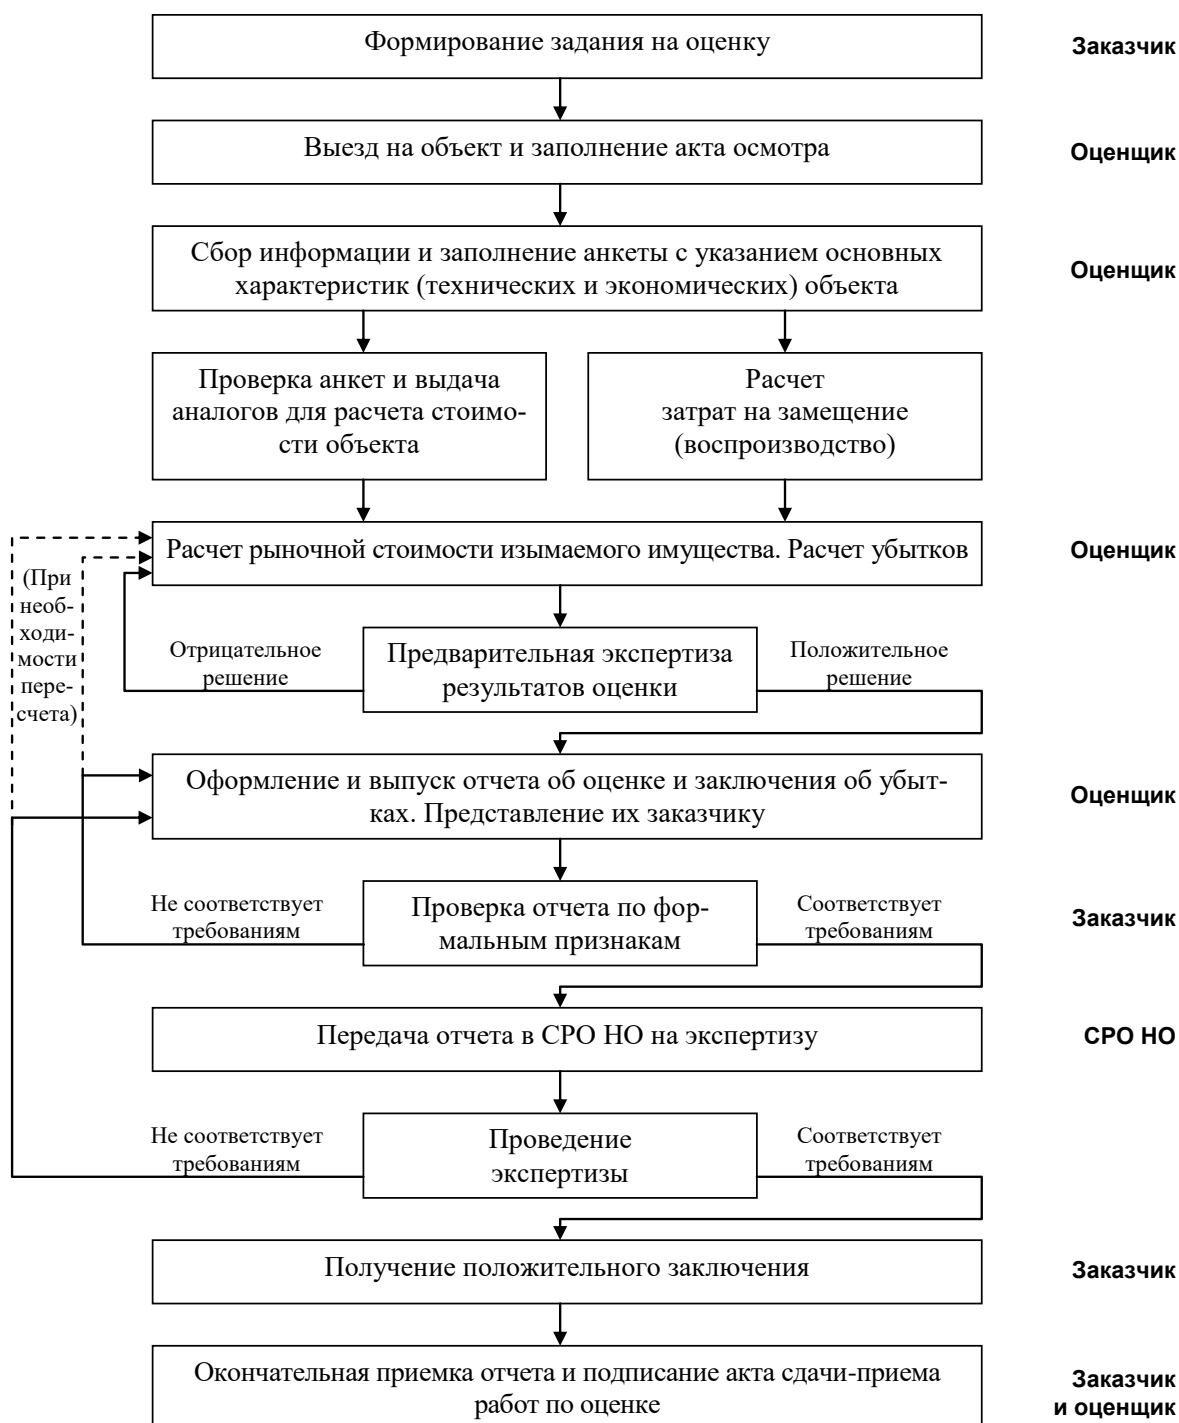 Формирование задания на оценку
Заказчик
Выезд на объект и заполнение акта осмотра
Оценщик
Сбор информации и заполнение анкеты с указанием основных
характеристик (технических и экономических) объекта
Оценщик
Проверка анкет и выдача
аналогов для расчета стоимо-
сти объекта
Расчет
затрат на замещение
(воспроизводство)
Расчет рыночной стоимости изымаемого имущества. Расчет убытков
Оценщик
(При
необ-
ходи-
мости
пере-
счета)
Отрицательное
решение
Предварительная экспертиза
результатов оценки
Положительное
решение
Оформление и выпуск отчета об оценке и заключения об убыт-
ках. Представление их заказчику
Оценщик
Не соответствует
требованиям
Проверка отчета по фор-
мальным признакам
Соответствует
требованиям
Заказчик
Передача отчета в СРО НО на экспертизу
СРО НО
Не соответствует
требованиям
Проведение
экспертизы
Соответствует
требованиям
Получение положительного заключения
Заказчик
Окончательная приемка отчета и подписание акта сдачи-приема
работ по оценке
Заказчик
и оценщик